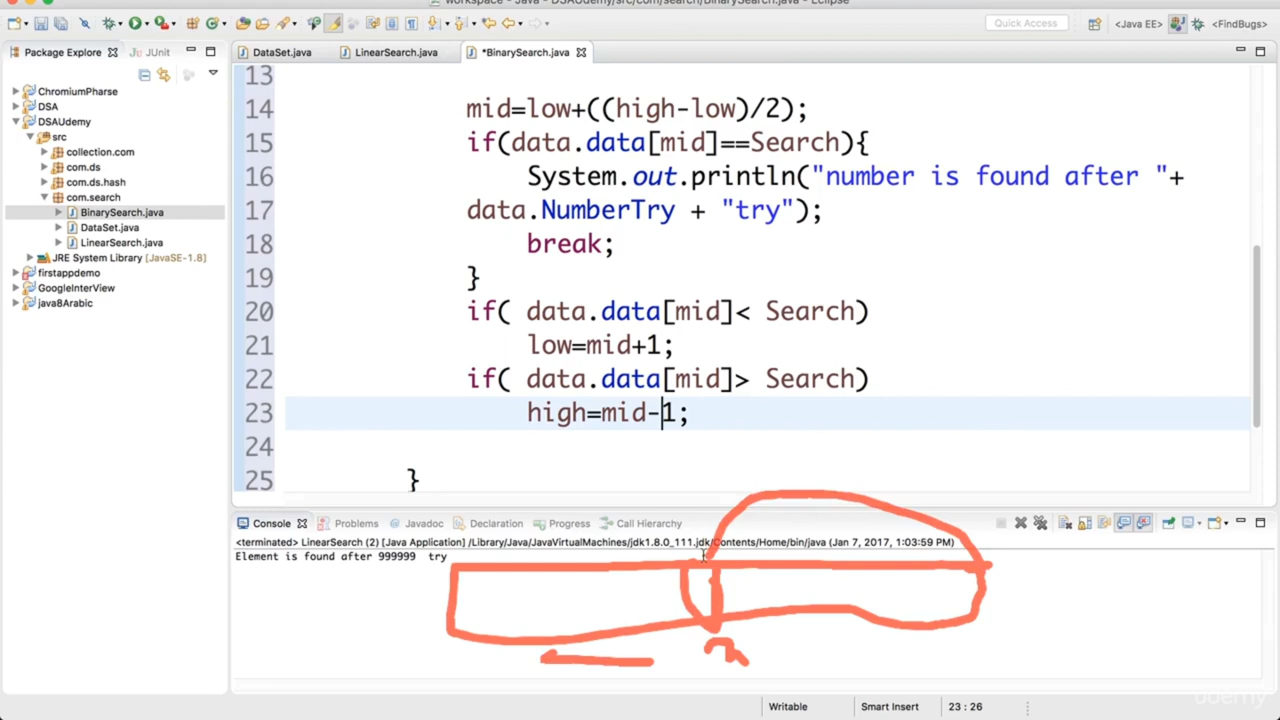 workspace - Java - DSAUdemy/src/com/search/BinarySearch.java - Eclipse
Quick Access
<Java EE>
<FindBugs>
Package Explorer
JUnit
DataSet.java
LinearSearch.java
*BinarySearch.java
ChromiumPharse
DSA
DSAUdemy
src
collection.com
com.ds
com.ds.hash
com.search
BinarySearch.java
DataSet.java
LinearSearch.java
JRE System Library [JavaSE-1.8]
firstappdemo
GoogleInterView
java8Arabic
13
14 mid=low+((high-low)/2);
15 if(data.data[mid]==Search){
16 System.out.println("number is found after "+
17 data.NumberTry + "try");
18 break;
19 }
20 if( data.data[mid]< Search)
21 low=mid+1;
22 if( data.data[mid]> Search)
23 high=mid-1;
24
25 }
Console
Problems
Javadoc
Declaration
Progress
Call Hierarchy
<terminated> LinearSearch (2) [Java Application] /Library/Java/JavaVirtualMachines/jdk1.8.0_111.jdk/Contents/Home/bin/java (Jan 7, 2017, 1:03:59 PM)
Element is found after 999999 try
Writable
Smart Insert
23 : 26
udemy